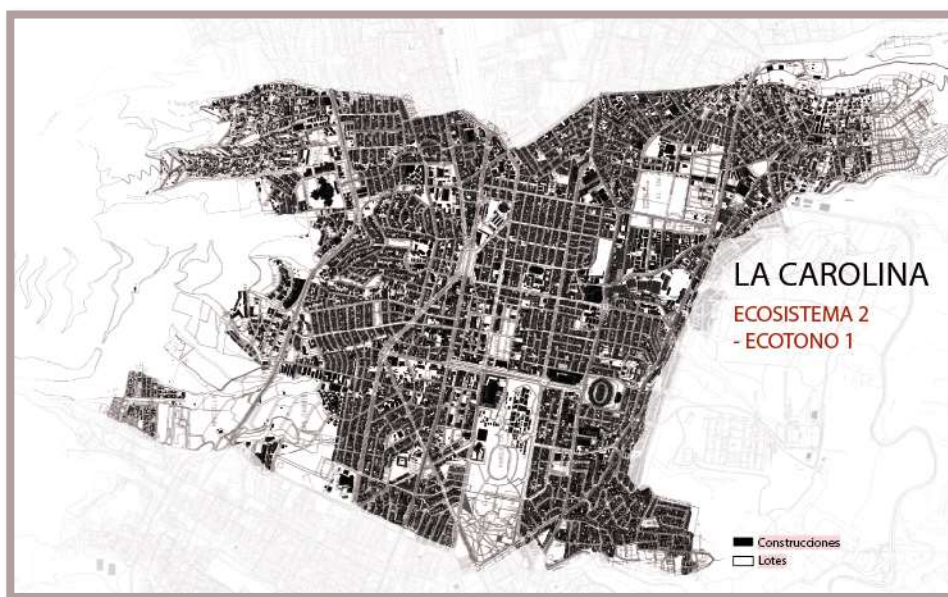 LA CAROLINA
ECOSISTEMA 2
- ECOTONO 1
Construcciones
Lotes